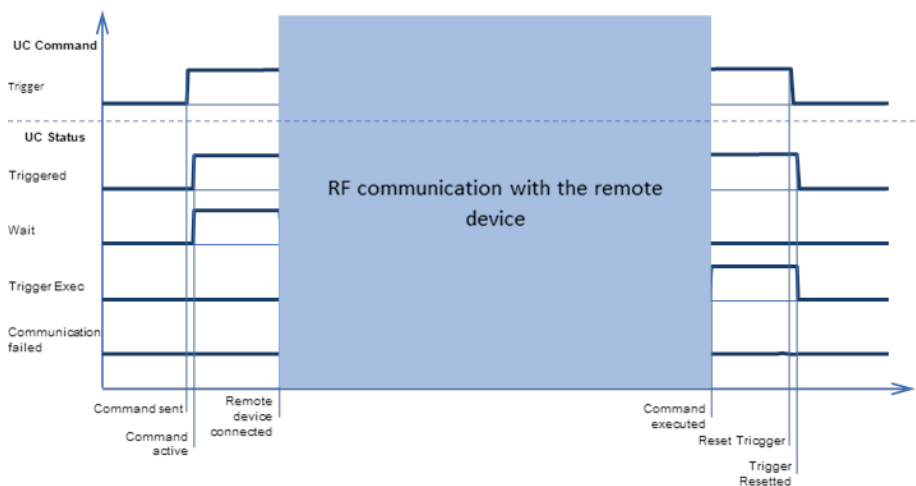 UC Command
Trigger
UC Status
Triggered
RF communication with the remote
device
Wait
Trigger Exec
Communication
failed
Command sent
Remote
device
connected
Command
active
Command
executed
Reset Tricgger
Trigger
Resetted